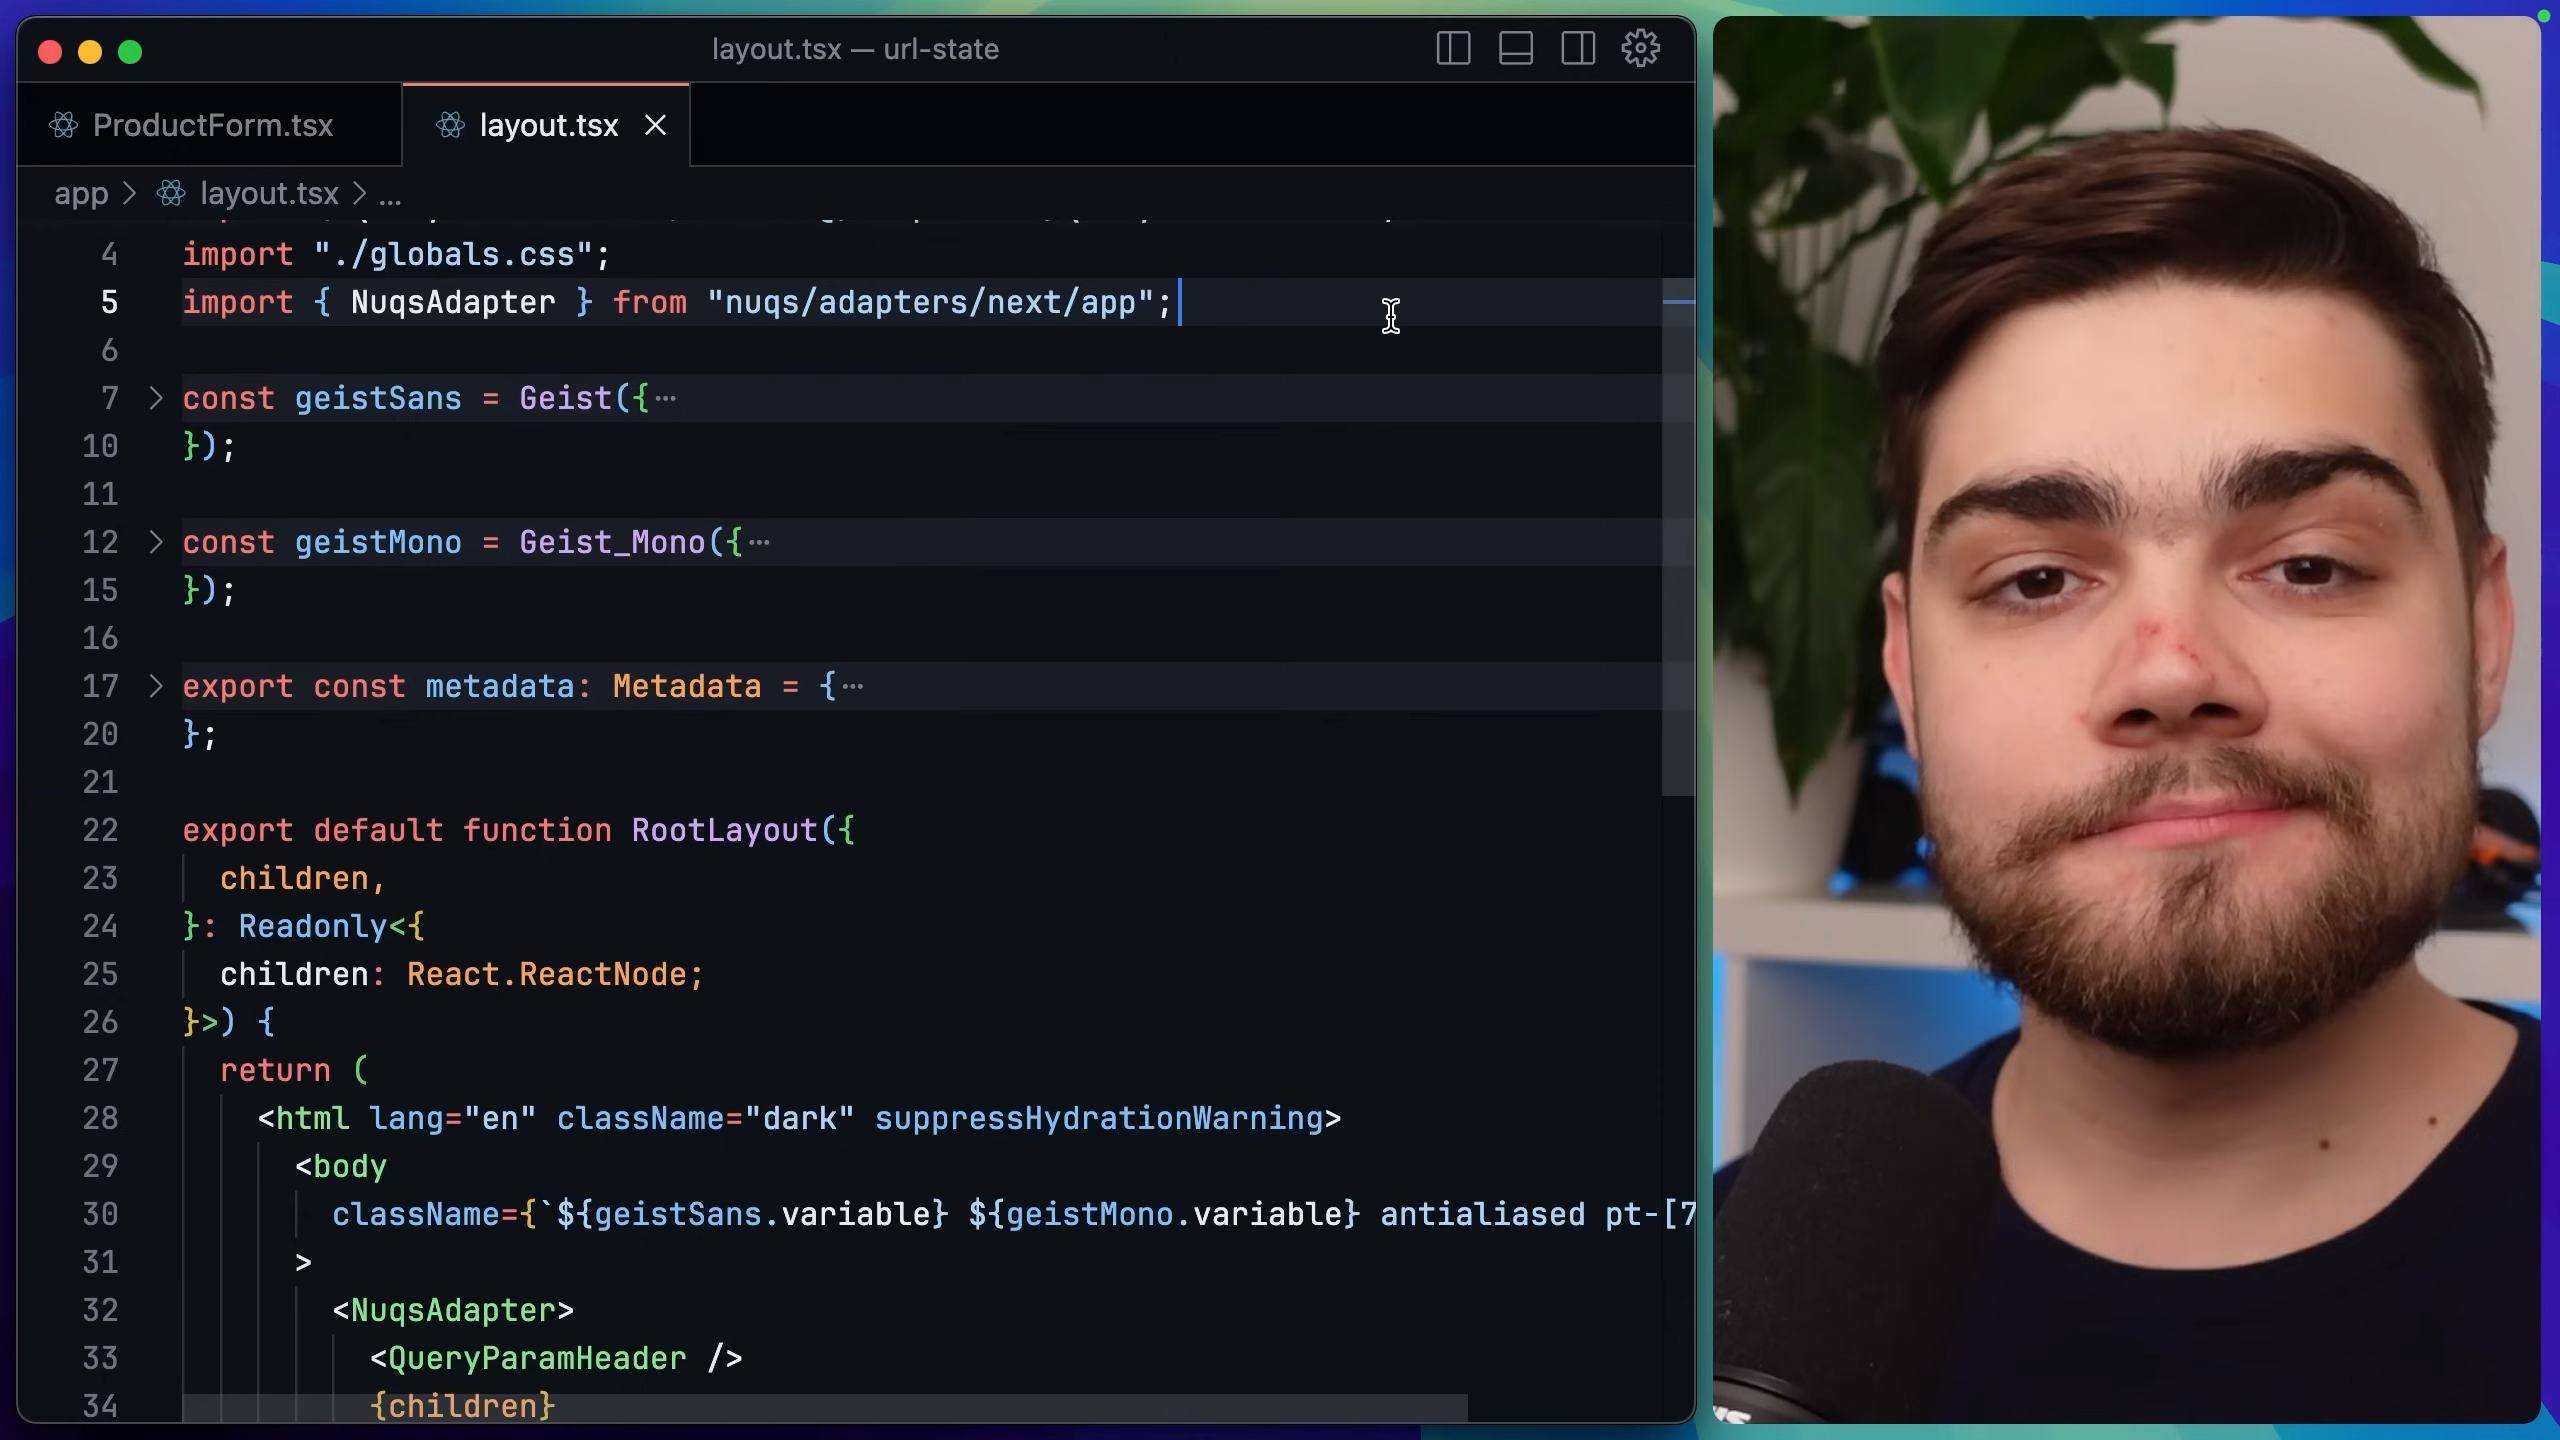 layout.tsx — url-state
ProductForm.tsx
layout.tsx
app > layout.tsx > ...
4 import "./globals.css";
5 import { NuqsAdapter } from "nuqs/adapters/next/app";
6
7 const geistSans = Geist({···
10 });
11
12 const geistMono = Geist_Mono({···
15 });
16
17 export const metadata: Metadata = {···
20 };
21
22 export default function RootLayout({
23 children,
24 }: Readonly<{
25 children: React.ReactNode;
26 }>) {
27 return (
28 <html lang="en" className="dark" suppressHydrationWarning>
29 <body
30 className={`${geistSans.variable} ${geistMono.variable} antialiased pt-[7
31 >
32 <NuqsAdapter>
33 <QueryParamHeader />
34 {children}